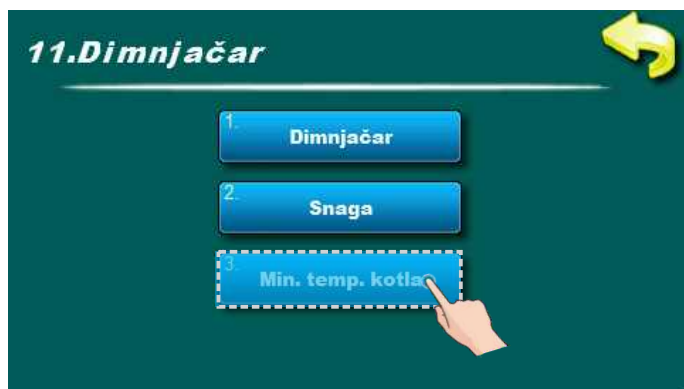 11.Dimnjačar
1.
Dimnjačar
2.
Snaga
3.
Min. temp. kotla